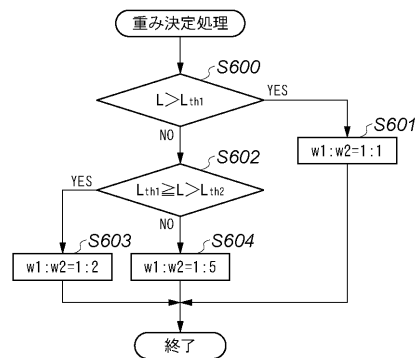 重み決定処理
S600
L>Lth1
YES
NO
S601
w1:w2=1:1
S602
Lth1≧L>Lth2
YES
NO
S603
w1:w2=1:2
S604
w1:w2=1:5
終了